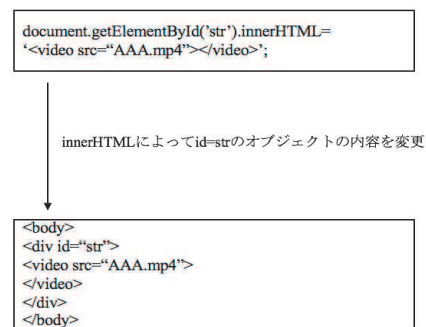 document.getElementById('str').innerHTML=
‘<video src=“AAA.mp4”></video>’;
innerHTMLによってid=strのオブジェクトの内容を変更
<body>
<div id=“str”>
<video src=“AAA.mp4”>
</video>
</div>
</body>